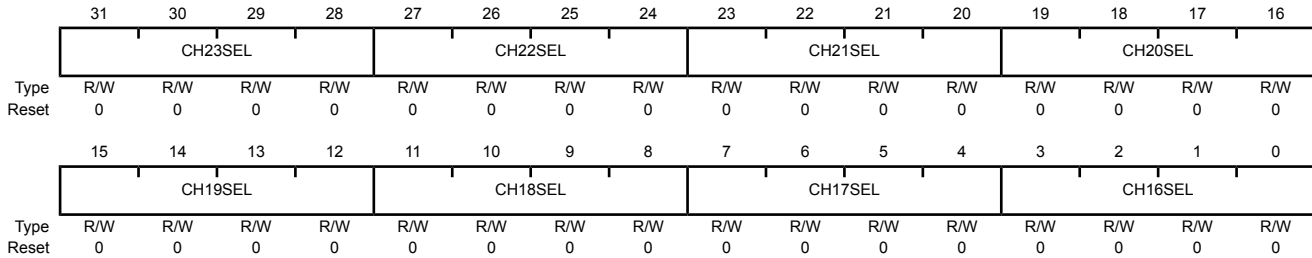 31 30 29 28 27 26 25 24 23 22 21 20 19 18 17 16
CH23SEL CH22SEL CH21SEL CH20SEL
Type R/W R/W R/W R/W R/W R/W R/W R/W R/W R/W R/W R/W R/W R/W R/W R/W
Reset 0 0 0 0 0 0 0 0 0 0 0 0 0 0 0 0
15 14 13 12 11 10 9 8 7 6 5 4 3 2 1 0
CH19SEL CH18SEL CH17SEL CH16SEL
Type R/W R/W R/W R/W R/W R/W R/W R/W R/W R/W R/W R/W R/W R/W R/W R/W
Reset 0 0 0 0 0 0 0 0 0 0 0 0 0 0 0 0